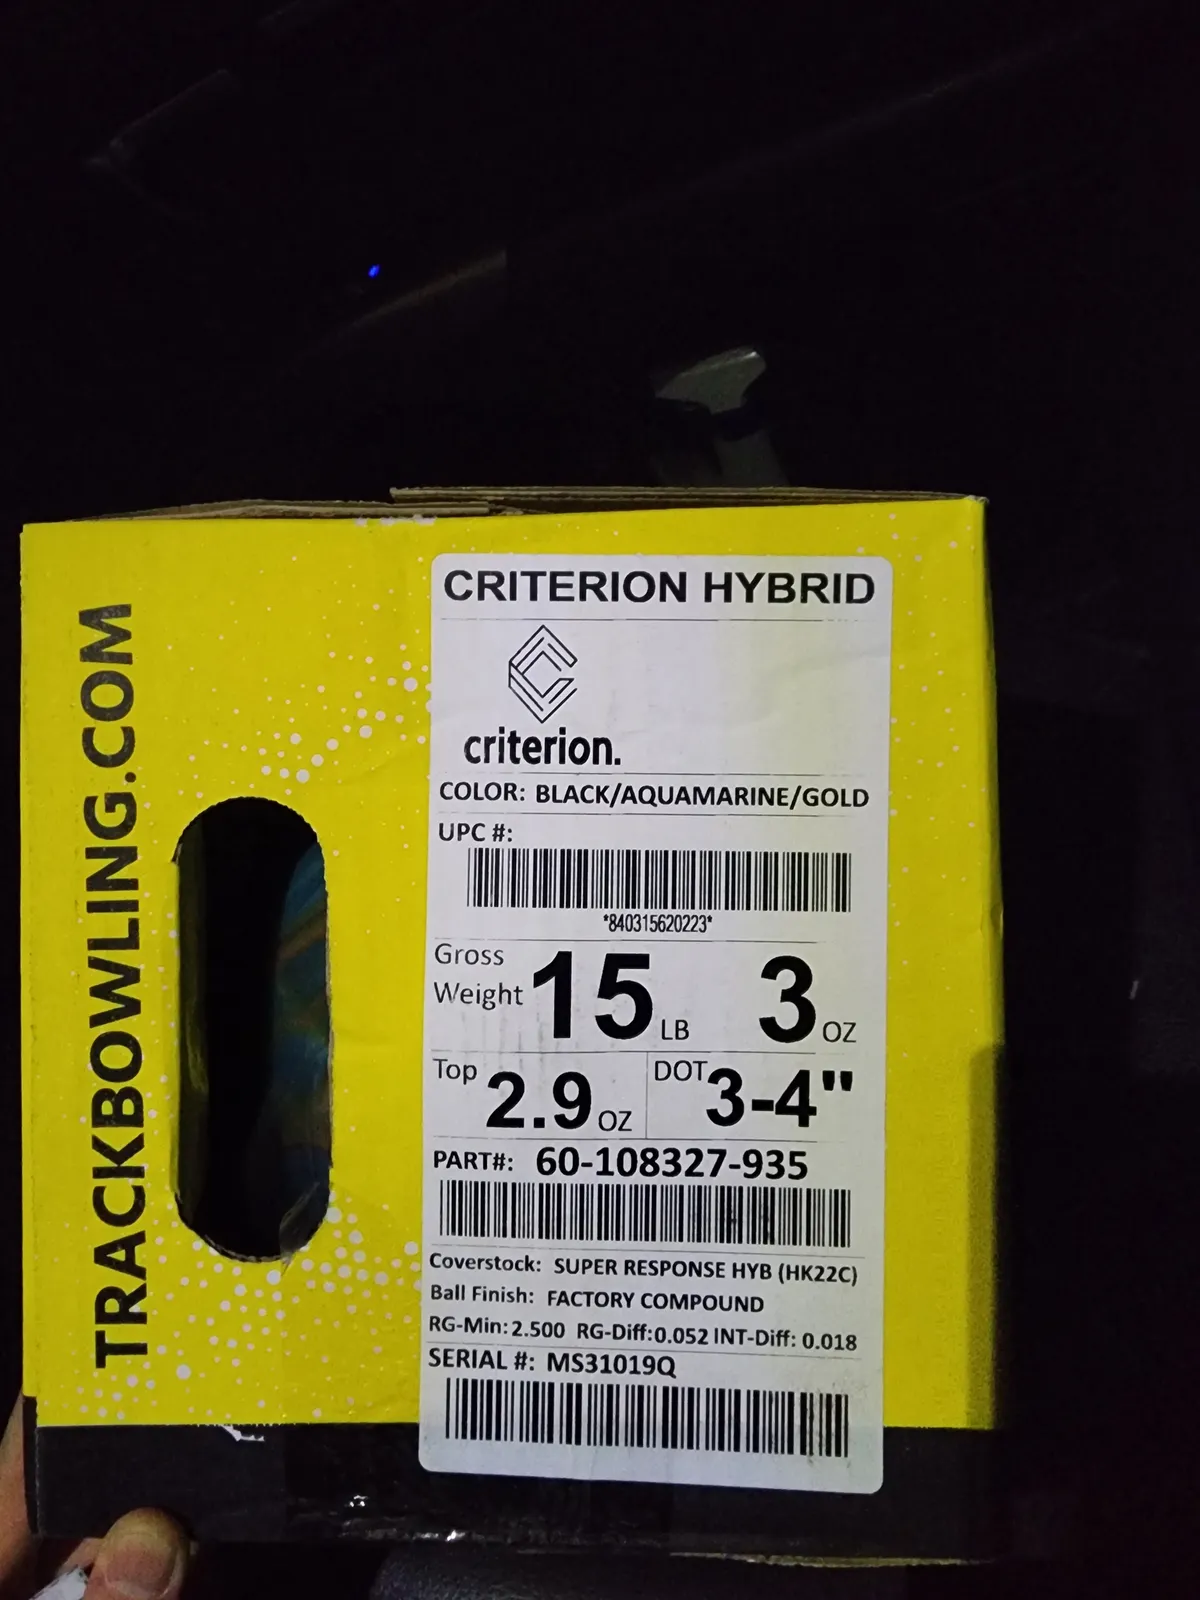 TRACKBOWLING.COM
CRITERION HYBRID
criterion.
COLOR: BLACK/AQUAMARINE/GOLD
UPC #:
*840315620223*
Gross Weight 15 LB 3 OZ
Top 2.9 OZ DOT 3-4"
PART#: 60-108327-935
Coverstock: SUPER RESPONSE HYB (HK22C)
Ball Finish: FACTORY COMPOUND
RG-Min: 2.500 RG-Diff: 0.052 INT-Diff: 0.018
SERIAL #: MS31019Q